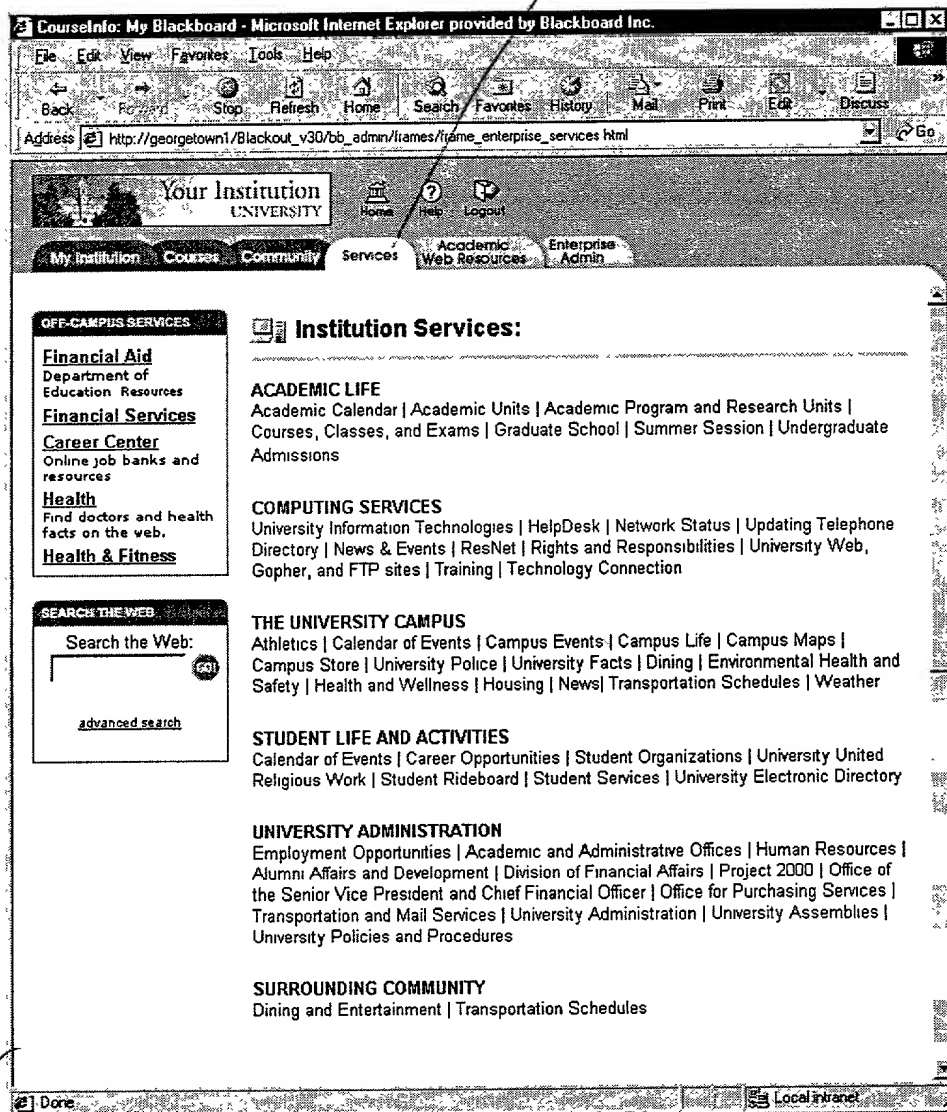 CourseInfo: My Blackboard - Microsoft Internet Explorer provided by Blackboard Inc.
File Edit View Favorites Tools Help
Back Forward Stop Refresh Home Search Favorites History Mail Print Edit Discuss
Address http://georgetown1/Blackout_v30/bb_admin/frames/frame_enterprise_services html Go
Your Institution
UNIVERSITY
Home Help Logout
My Institution Courses Community Services Academic Web Resources Enterprise Admin
OFF-CAMPUS SERVICES
Financial Aid
Department of
Education Resources
Financial Services
Career Center
Online job banks and
resources
Health
Find doctors and health
facts on the web.
Health & Fitness
SEARCH THE WEB
Search the Web:
GO!
advanced search
Institution Services:
ACADEMIC LIFE
Academic Calendar | Academic Units | Academic Program and Research Units |
Courses, Classes, and Exams | Graduate School | Summer Session | Undergraduate
Admissions
COMPUTING SERVICES
University Information Technologies | HelpDesk | Network Status | Updating Telephone
Directory | News & Events | ResNet | Rights and Responsibilities | University Web,
Gopher, and FTP sites | Training | Technology Connection
THE UNIVERSITY CAMPUS
Athletics | Calendar of Events | Campus Events | Campus Life | Campus Maps |
Campus Store | University Police | University Facts | Dining | Environmental Health and
Safety | Health and Wellness | Housing | News| Transportation Schedules | Weather
STUDENT LIFE AND ACTIVITIES
Calendar of Events | Career Opportunities | Student Organizations | University United
Religious Work | Student Rideboard | Student Services | University Electronic Directory
UNIVERSITY ADMINISTRATION
Employment Opportunities | Academic and Administrative Offices | Human Resources |
Alumni Affairs and Development | Division of Financial Affairs | Project 2000 | Office of
the Senior Vice President and Chief Financial Officer | Office for Purchasing Services |
Transportation and Mail Services | University Administration | University Assemblies |
University Policies and Procedures
SURROUNDING COMMUNITY
Dining and Entertainment | Transportation Schedules
Done Local intranet